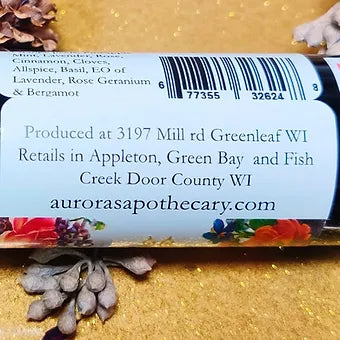 Mint, Lavender, Rose,
Cinnamon, Cloves,
Allspice, Basil, EO of
Lavender, Rose Geranium
& Bergamot
6 77355 32624 8
Produced at 3197 Mill rd Greenleaf WI
Retails in Appleton, Green Bay and Fish
Creek Door County WI
aurorasapothecary.com